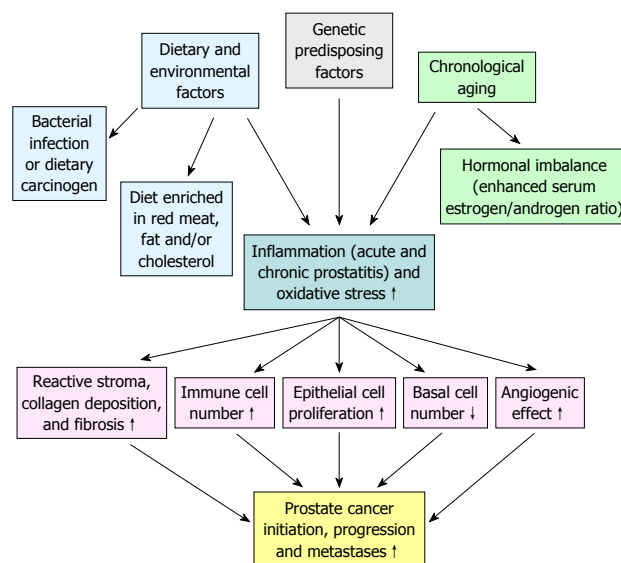 Dietary and
environmental
factors
Genetic
predisposing
factors
Chronological
aging
Bacterial
infection
or dietary
carcinogen
Diet enriched
in red meat,
fat and/or
cholesterol
Hormonal imbalance
(enhanced serum
estrogen/androgen ratio)
Inflammation (acute and
chronic prostatitis) and
oxidative stress ↑
Reactive stroma,
collagen deposition,
and fibrosis ↑
Immune cell
number ↑
Epithelial cell
proliferation ↑
Basal cell
number ↓
Angiogenic
effect ↑
Prostate cancer
initiation, progression
and metastases ↑